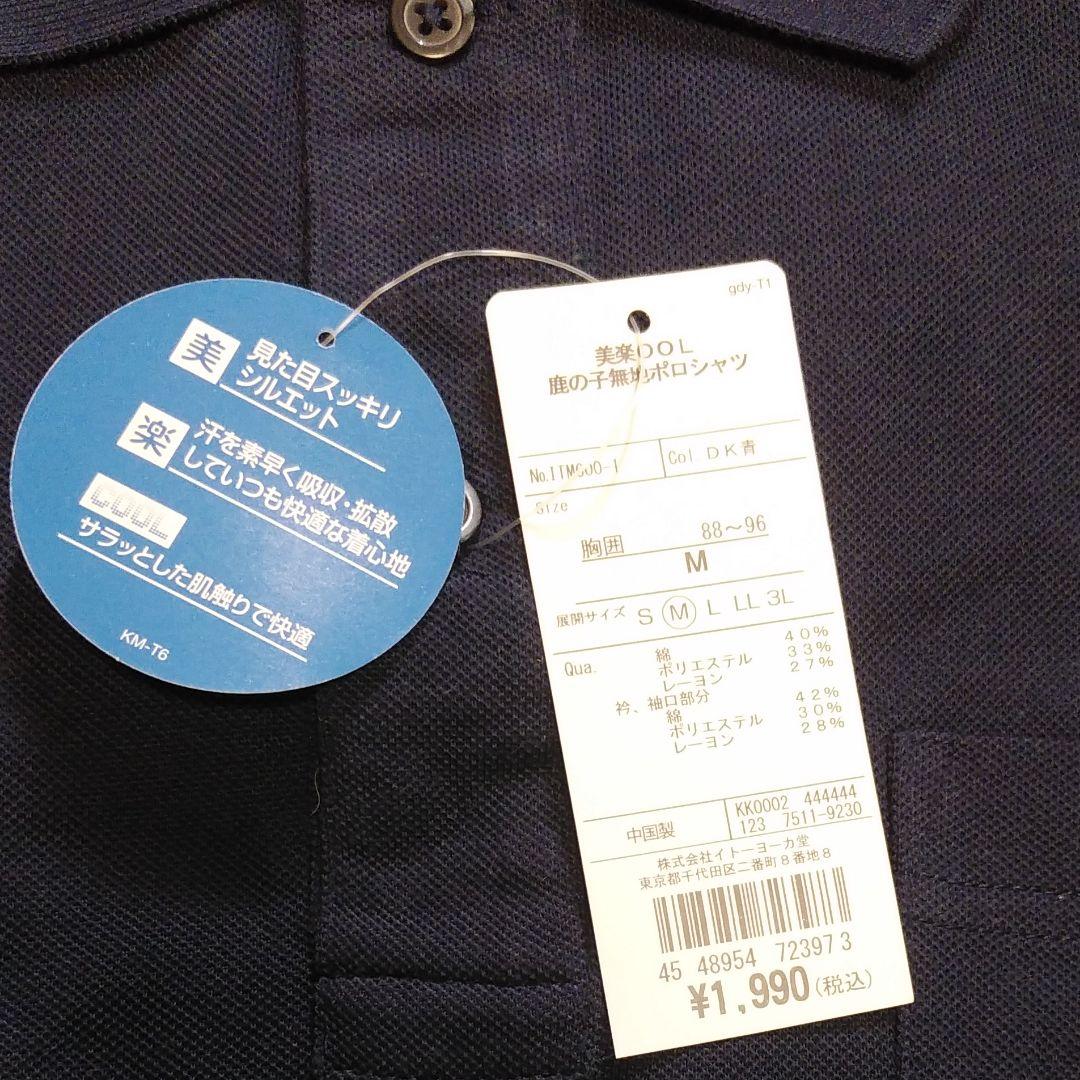 美
見た目スッキリ
シルエット
楽
汗を素早く吸収・拡散
していつも快適な着心地
COOL
サラッとした肌触りで快適
KM-T6
gdy-T1
美楽OOL
鹿の子無地ポロシャツ
Col DK青
Size
胸囲 88～96
M
展開サイズ S M L LL 3L
Qua. 綿 40%
ポリエステル 33%
レーヨン 27%
衿、袖口部分
綿 42%
ポリエステル 30%
レーヨン 28%
中国製
KK0002 444444
123 7511-9230
株式会社イトーヨーカ堂
東京都千代田区二番町8番地8
45 48954 72397 3
¥1,990(税込)